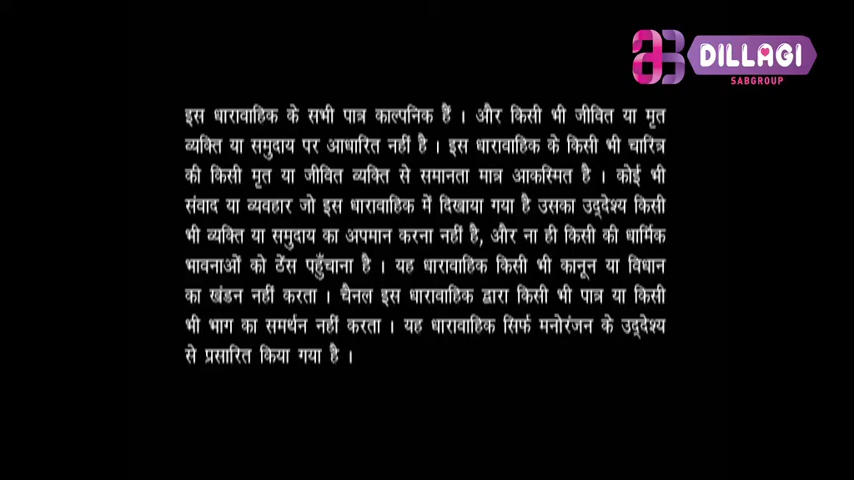 DILLAGI
SABGROUP
इस धारावाहिक के सभी पात्र काल्पनिक हैं । और किसी भी जीवित या मृत
व्यक्ति या समुदाय पर आधारित नहीं है । इस धारावाहिक के किसी भी चारित्र
की किसी मृत या जीवित व्यक्ति से समानता मात्र आकस्मित है । कोई भी
संवाद या व्यवहार जो इस धारावाहिक में दिखाया गया है उसका उद्देश्य किसी
भी व्यक्ति या समुदाय का अपमान करना नहीं है, और ना ही किसी की धार्मिक
भावनाओं को ठेंस पहुँचाना है । यह धारावाहिक किसी भी कानून या विधान
का खंडन नहीं करता । चैनल इस धारावाहिक द्वारा किसी भी पात्र या किसी
भी भाग का समर्थन नहीं करता । यह धारावाहिक सिर्फ मनोरंजन के उद्देश्य
से प्रसारित किया गया है ।